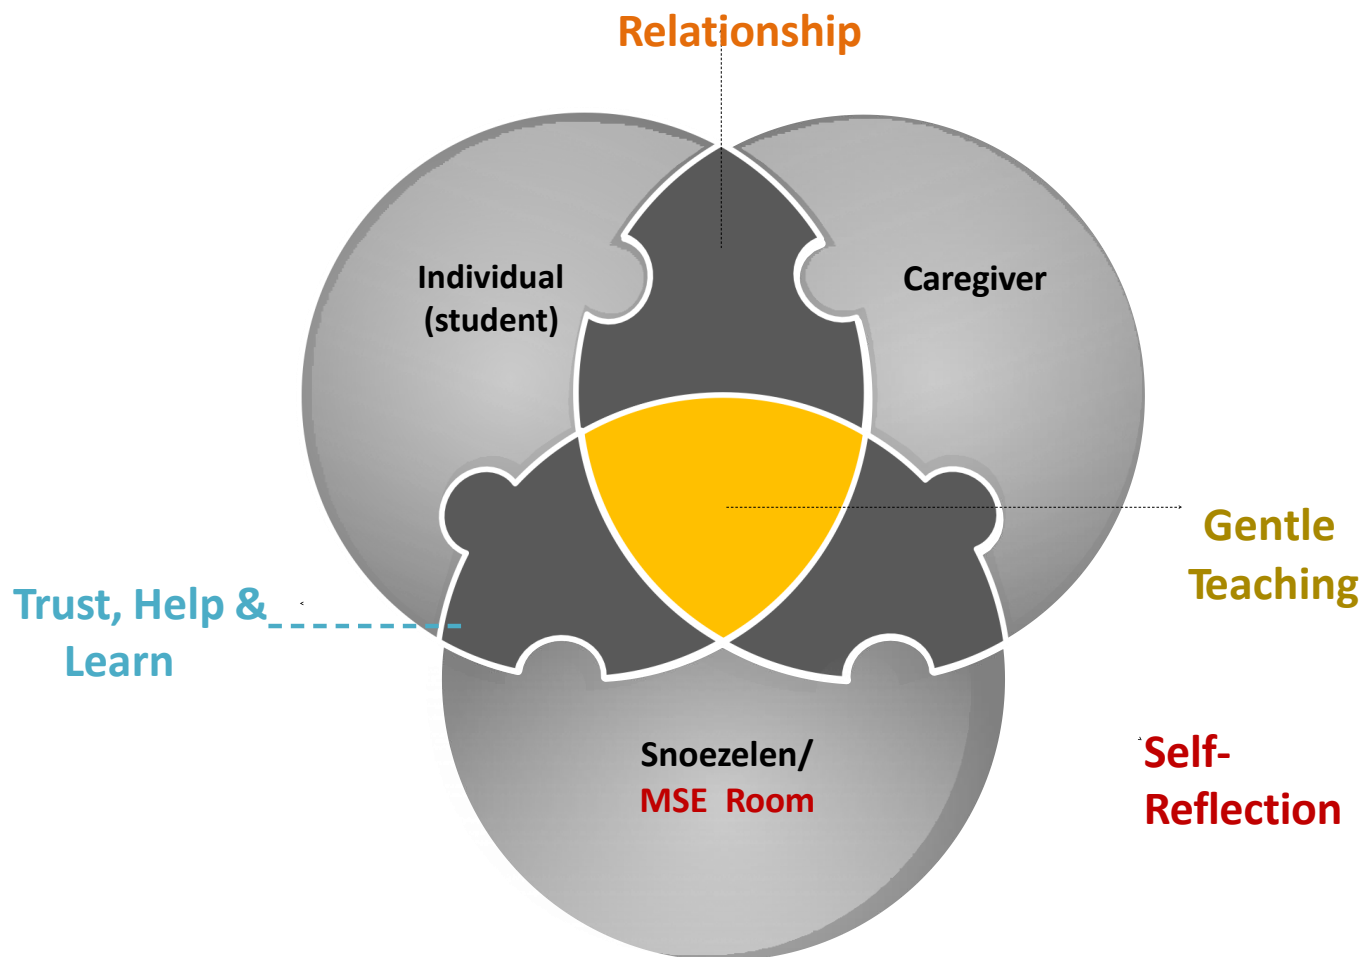 Relationship
Individual
(student)
Caregiver
Gentle
Teaching
Trust, Help &
Learn
Snoezelen/
MSE Room
Self-
Reflection